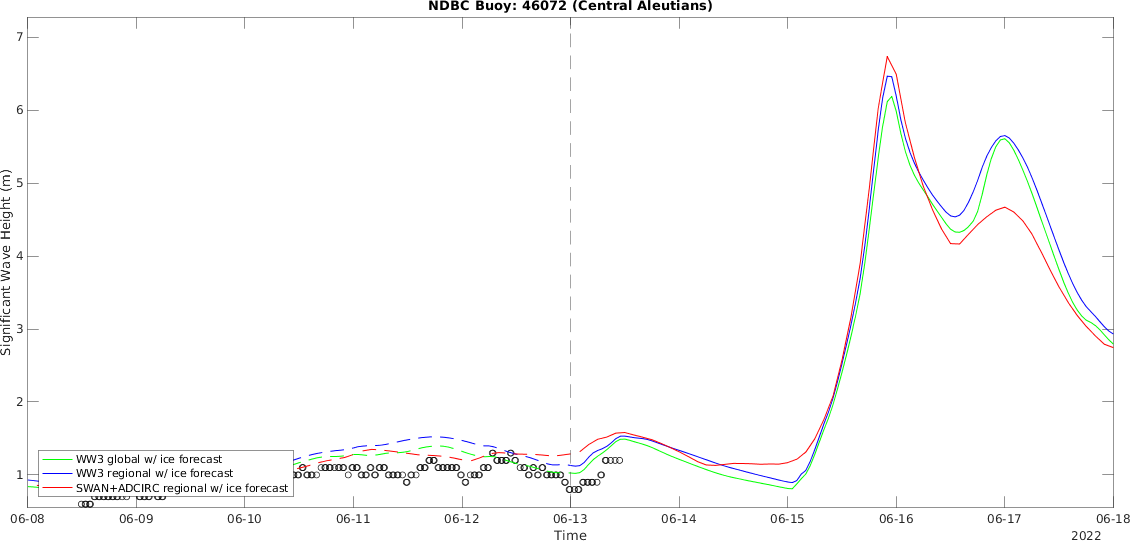 NDBC Buoy: 46072 (Central Aleutians)
Significant Wave Height (m)
7
6
5
4
3
2
1
WW3 global w/ ice forecast
WW3 regional w/ ice forecast
SWAN+ADCIRC regional w/ ice forecast
06-08 06-09 06-10 06-11 06-12 06-13 06-14 06-15 06-16 06-17 06-18
Time
2022